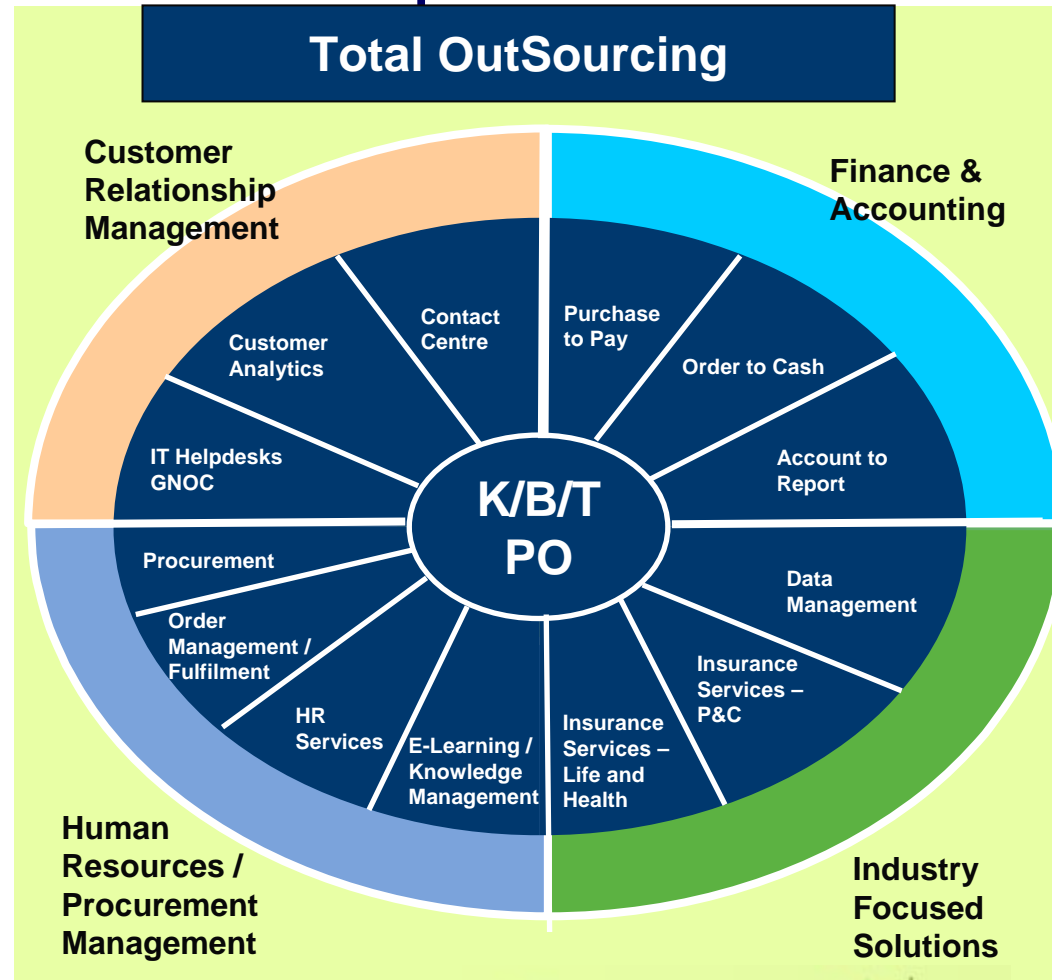 Total OutSourcing
Customer
Relationship
Management
Finance &
Accounting
Contact
Centre
Purchase
to Pay
Customer
Analytics
Order to Cash
IT Helpdesks
GNOC
Account to
Report
K/B/T
PO
Procurement
Data
Management
Order
Management /
Fulfilment
Insurance
Services –
P&C
HR
Services
E-Learning /
Knowledge
Management
Insurance
Services –
Life and
Health
Human
Resources /
Procurement
Management
Industry
Focused
Solutions